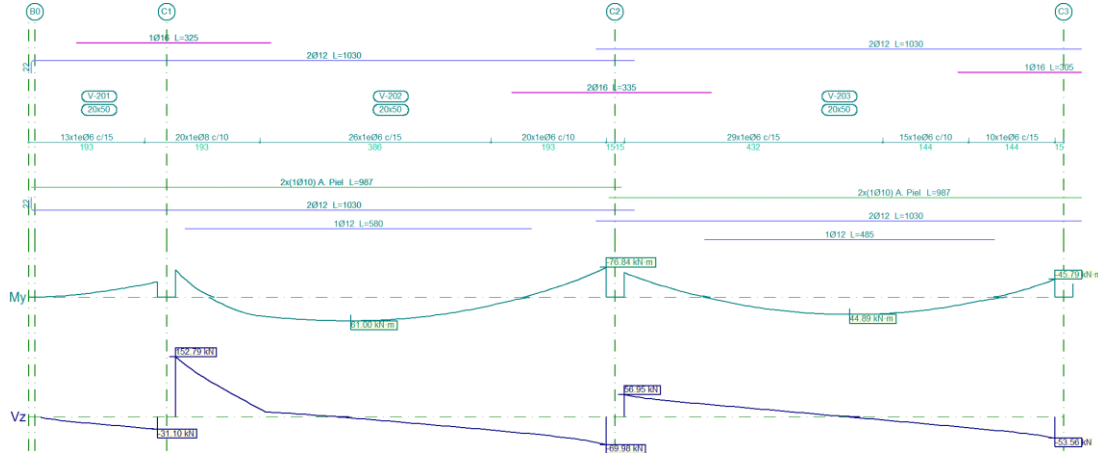 B0 C1 C2 C3
1Ø16 L=325
2Ø12 L=1030
2Ø12 L=1030
22
1Ø16 L=305
2Ø16 L=335
V-201 V-202 V-203
20x50 20x50 20x50
13x1eØ6 c/15 20x1eØ8 c/10 26x1eØ6 c/15 20x1eØ6 c/10 29x1eØ6 c/15 15x1eØ6 c/10 10x1eØ6 c/15
193 193 386 193 1515 432 144 144 15
2x(1Ø10) A. Piel L=987
2x(1Ø10) A. Piel L=987
22
2Ø12 L=1030
2Ø12 L=1030
1Ø12 L=580
1Ø12 L=485
-76.84 kN·m
-45.79 kN·m
My
61.00 kN·m
44.89 kN·m
152.79 kN
56.95 kN
Vz
-31.10 kN
-69.98 kN
-53.56 kN